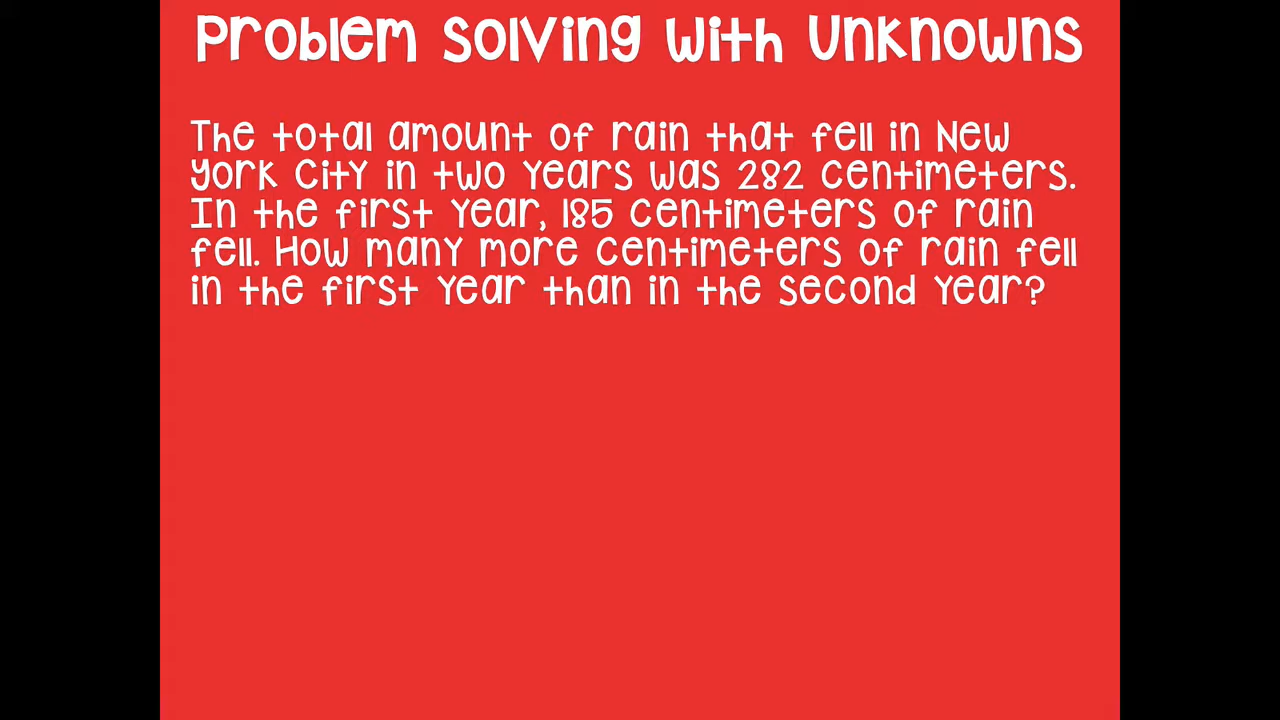 Problem Solving With Unknowns
The total amount of rain that fell in New
York City in two years was 282 centimeters.
In the first year, 185 centimeters of rain
fell. How many more centimeters of rain fell
in the first year than in the second year?